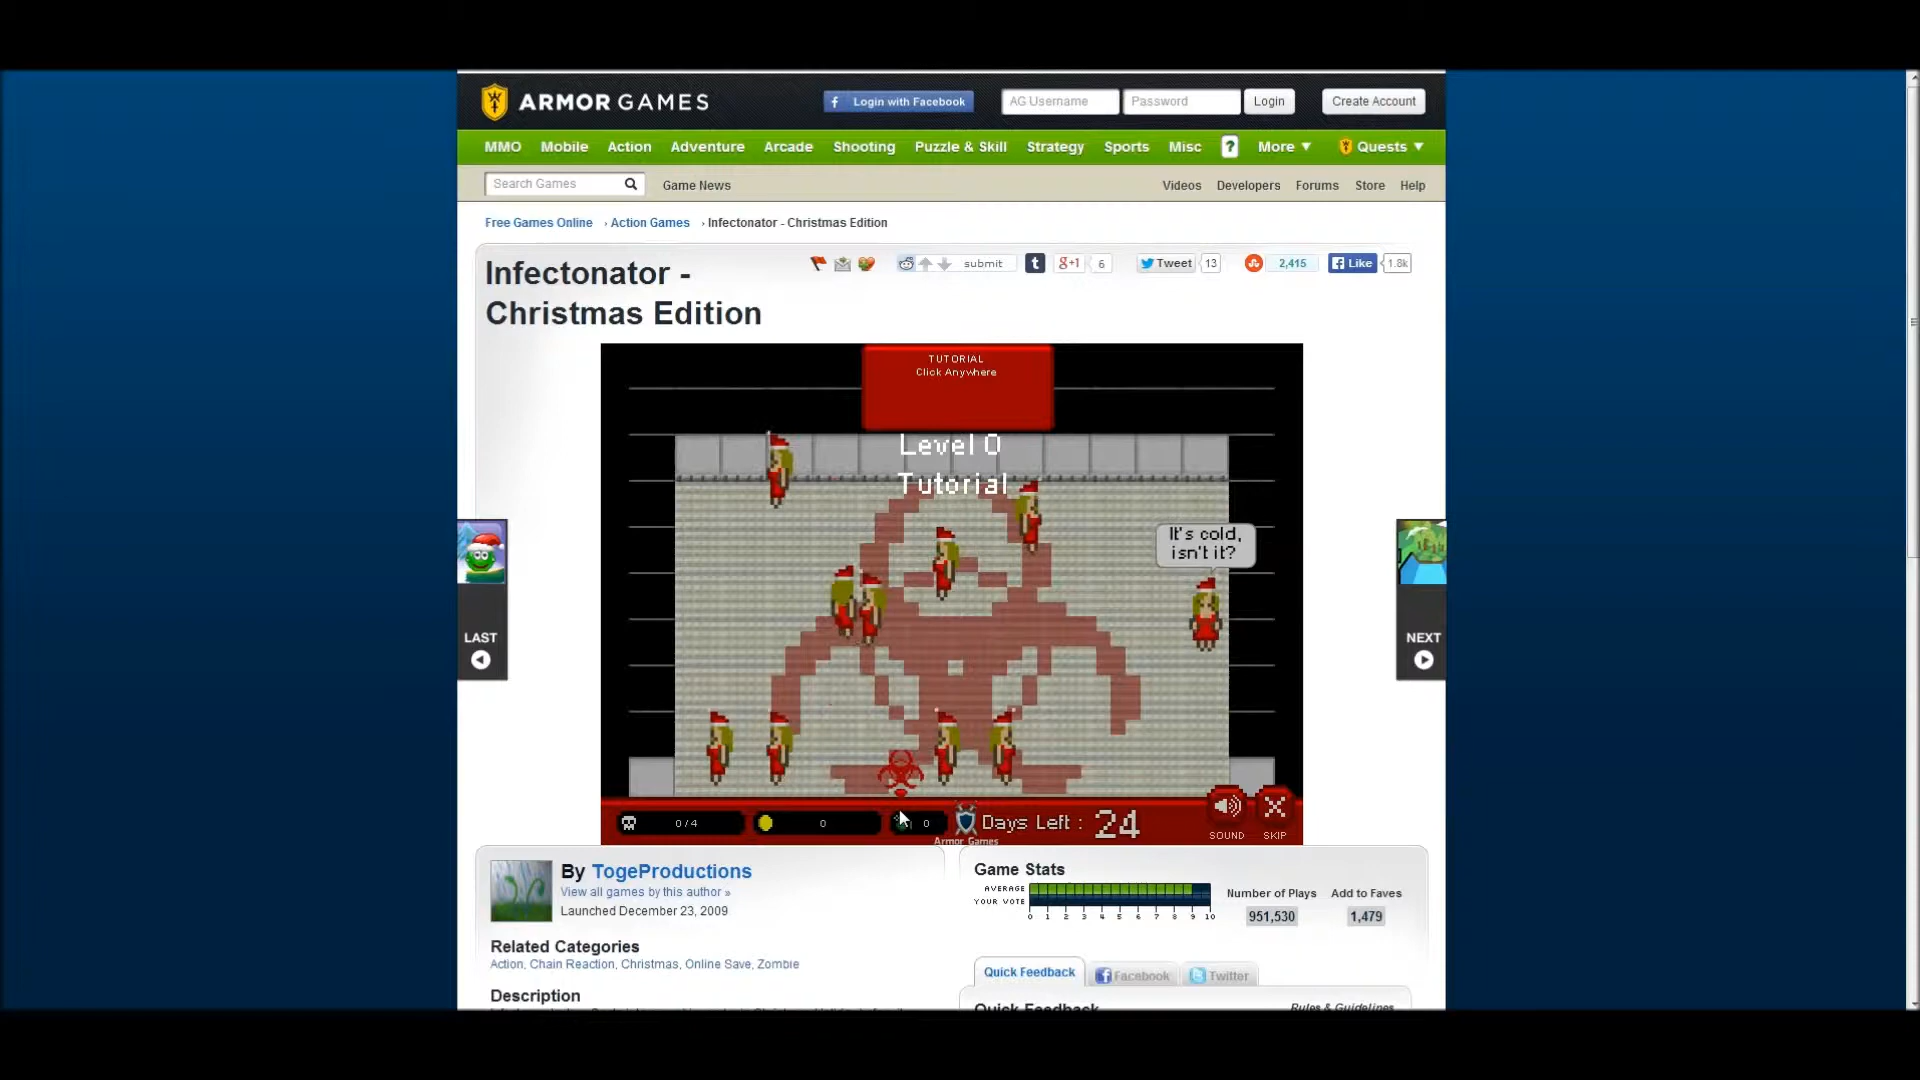 ARMOR GAMES
f Login with Facebook
AG Username
Password
Login
Create Account
MMO Mobile Action Adventure Arcade Shooting Puzzle & Skill Strategy Sports Misc ? More Quests
Search Games
Game News
Videos Developers Forums Store Help
Free Games Online › Action Games › Infectonator - Christmas Edition
Infectonator -
Christmas Edition
submit
t
g+1 6
Tweet 13
2,415
f Like 1.8k
TUTORIAL
Click Anywhere
Level 0
Tutorial
It's cold,
isn't it?
LAST
NEXT
0/4
0
0
Days Left : 24
Armor Games
SOUND
SKIP
By TogeProductions
View all games by this author »
Launched December 23, 2009
Related Categories
Action, Chain Reaction, Christmas, Online Save, Zombie
Description
Game Stats
AVERAGE
YOUR VOTE
0 1 2 3 4 5 6 7 8 9 10
Number of Plays
951,530
Add to Faves
1,479
Quick Feedback
Facebook
Twitter
Quick Feedback
Rules & Guidelines